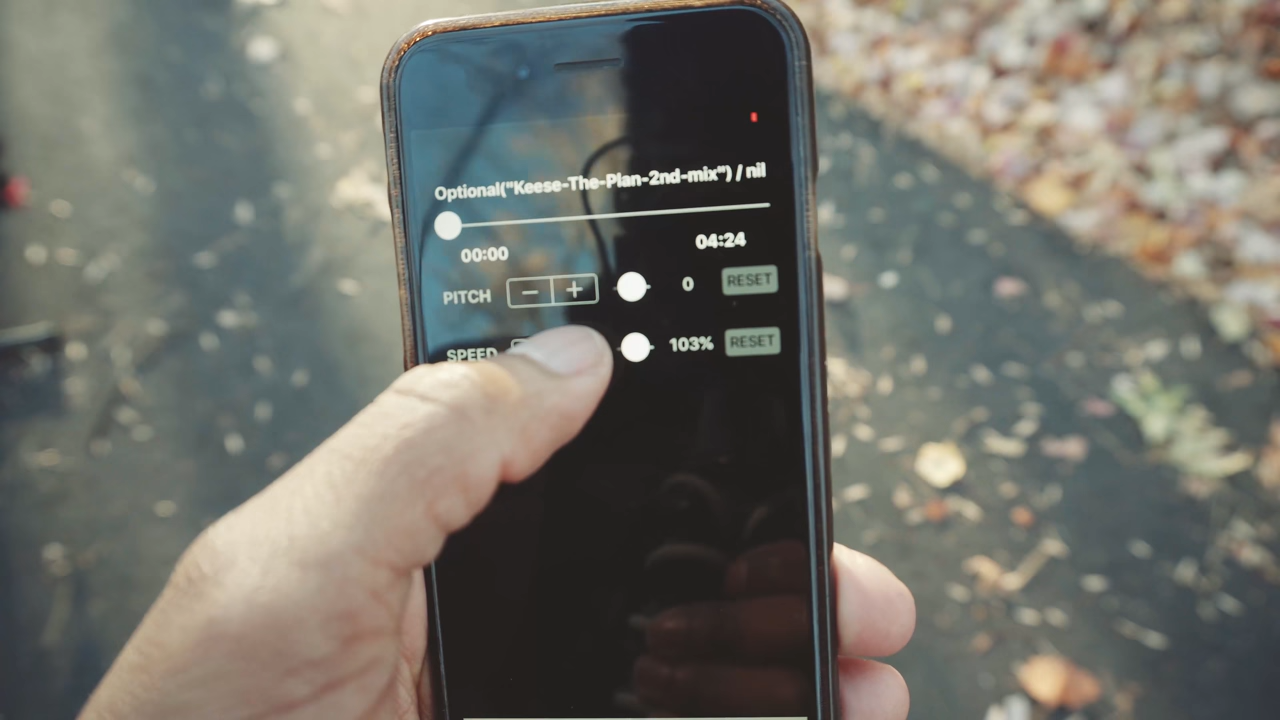 Optional("Keese-The-Plan-2nd-mix") / nil
00:00 04:24
PITCH − + 0 RESET
SPEED 103% RESET